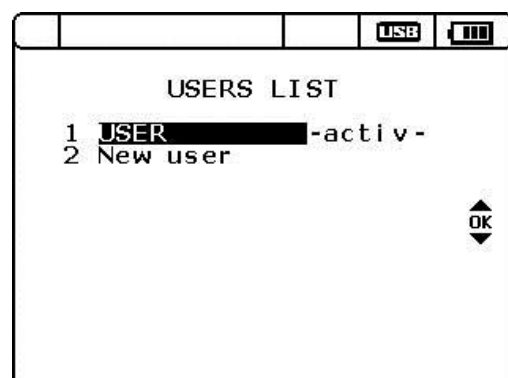 USB
USERS LIST
1 USER -activ-
2 New user
OK